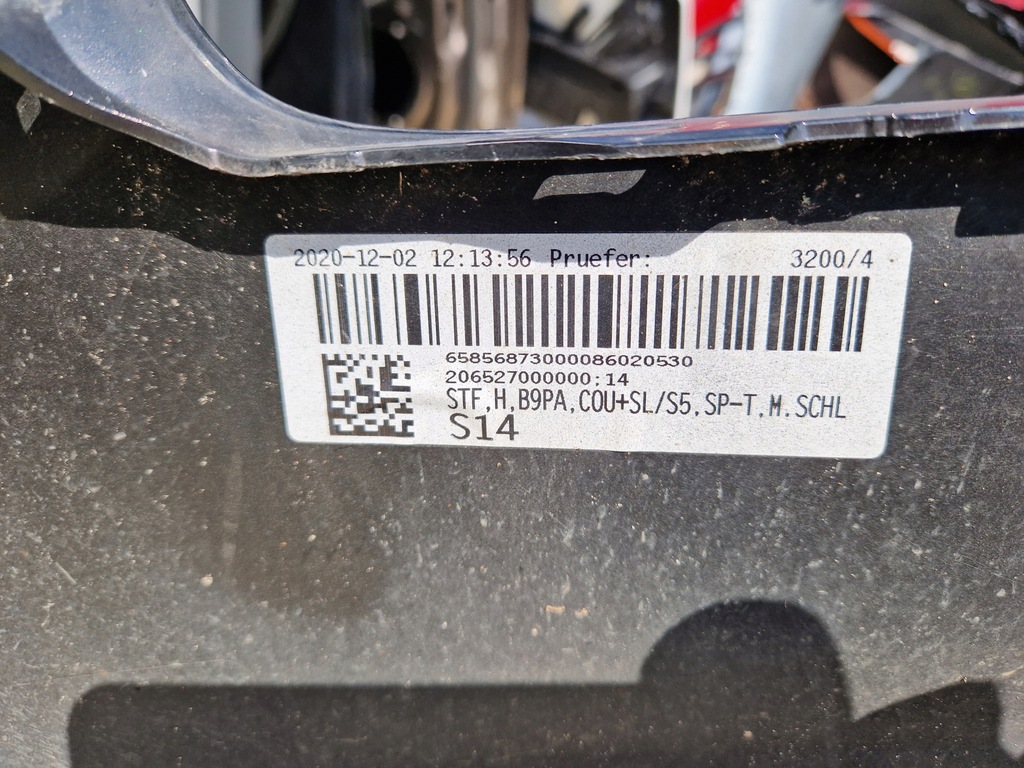 2020-12-02 12:13:56 Pruefer: 3200/4
65856873000086020530
206527000000:14
STF,H,B9PA,COU+SL/S5,SP-T,M.SCHL
S14